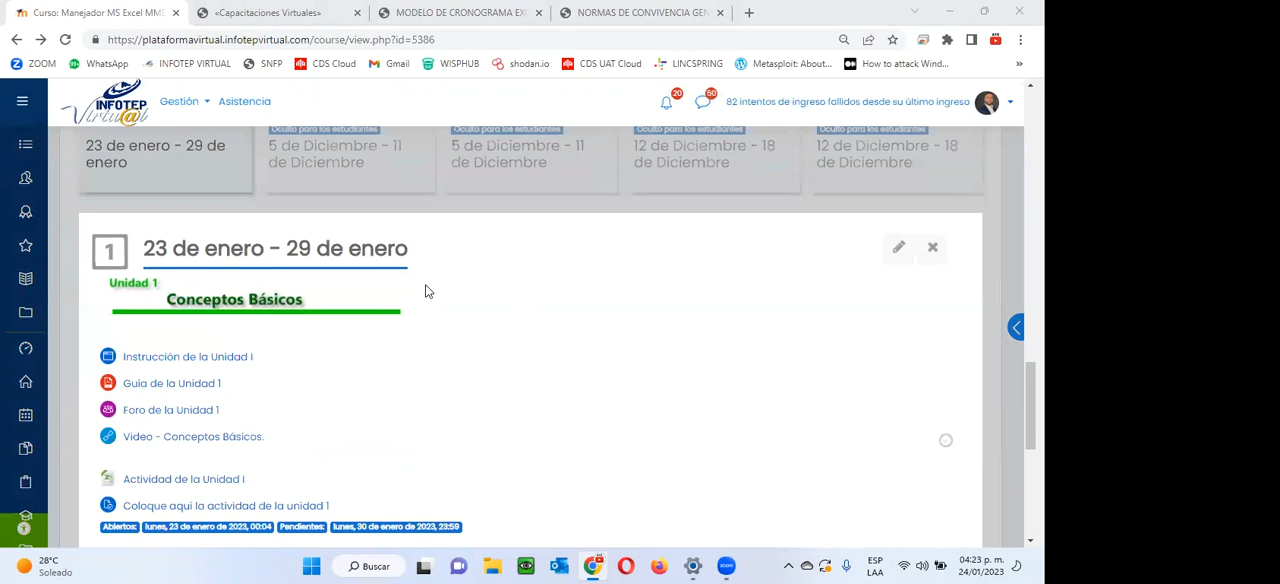 Curso: Manejador MS Excel MME
«Capacitaciones Virtuales»
MODELO DE CRONOGRAMA EXC
NORMAS DE CONVIVENCIA GEN
https://plataformavirtual.infotepvirtual.com/course/view.php?id=5386
ZOOM
WhatsApp
INFOTEP VIRTUAL
SNFP
CDS Cloud
Gmail
WISPHUB
shodan.io
CDS UAT Cloud
LINCSPRING
Metasploit: About...
How to attack Wind...
»
INFOTEP
Virtu@l
Gestión
Asistencia
20
50
82 intentos de ingreso fallidos desde su último ingreso
Oculto para los estudiantes
Oculto para los estudiantes
Oculto para los estudiantes
Oculto para los estudiantes
23 de enero - 29 de
enero
5 de Diciembre - 11
de Diciembre
5 de Diciembre - 11
de Diciembre
12 de Diciembre - 18
de Diciembre
12 de Diciembre - 18
de Diciembre
1
23 de enero - 29 de enero
Unidad 1
Conceptos Básicos
Instrucción de la Unidad I
Guía de la Unidad 1
Foro de la Unidad 1
Video - Conceptos Básicos.
Actividad de la Unidad I
Coloque aquí la actividad de la unidad 1
Abiertos: lunes, 23 de enero de 2023, 00:04 Pendientes: lunes, 30 de enero de 2023, 23:59
28°C
Soleado
Buscar
zoom
ESP
LAA
04:23 p. m.
24/01/2023